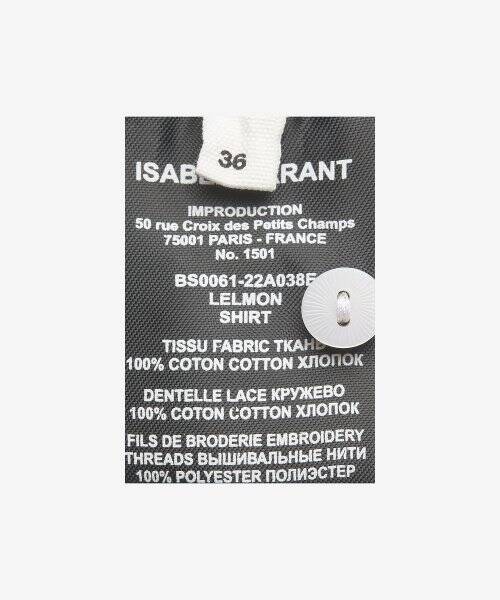 36
ISABE RANT
IMPRODUCTION
50 rue Croix des Petits Champs
75001 PARIS - FRANCE
No. 1501
BS0061-22A038E
LELMON
SHIRT
TISSU FABRIC ТКАНЬ
100% COTON COTTON ХЛОПОК
DENTELLE LACE КРУЖЕВО
100% COTON COTTON ХЛОПОК
FILS DE BRODERIE EMBROIDERY
THREADS ВЫШИВАЛЬНЫЕ НИТИ
100% POLYESTER ПОЛИЭСТЕР